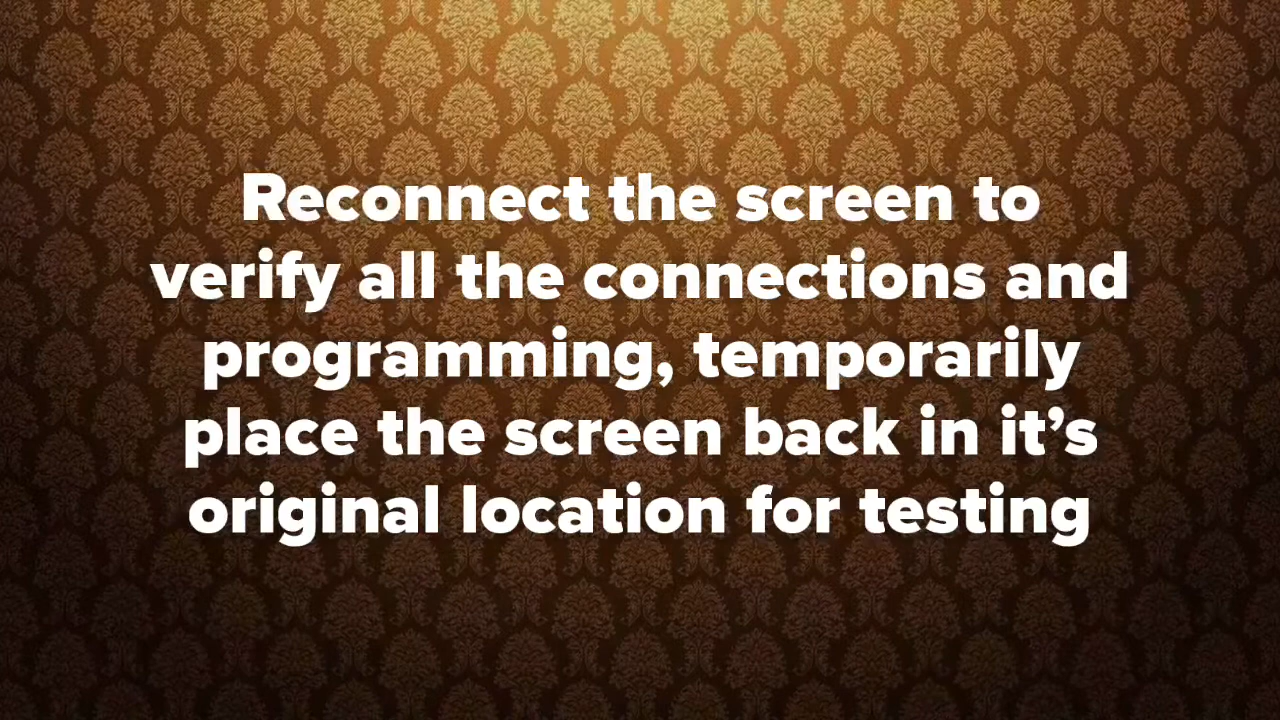 Reconnect the screen to
verify all the connections and
programming, temporarily
place the screen back in it’s
original location for testing